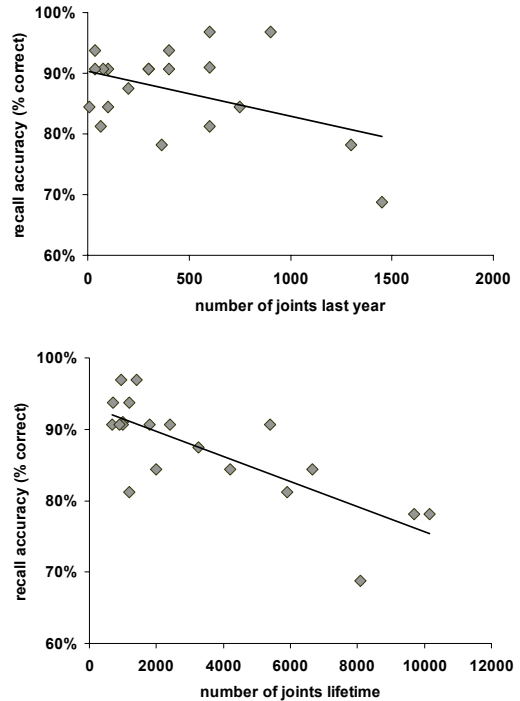 100%
90%
80%
70%
60%
recall accuracy (% correct)
0 500 1000 1500 2000
number of joints last year
100%
90%
80%
70%
60%
recall accuracy (% correct)
0 2000 4000 6000 8000 10000 12000
number of joints lifetime